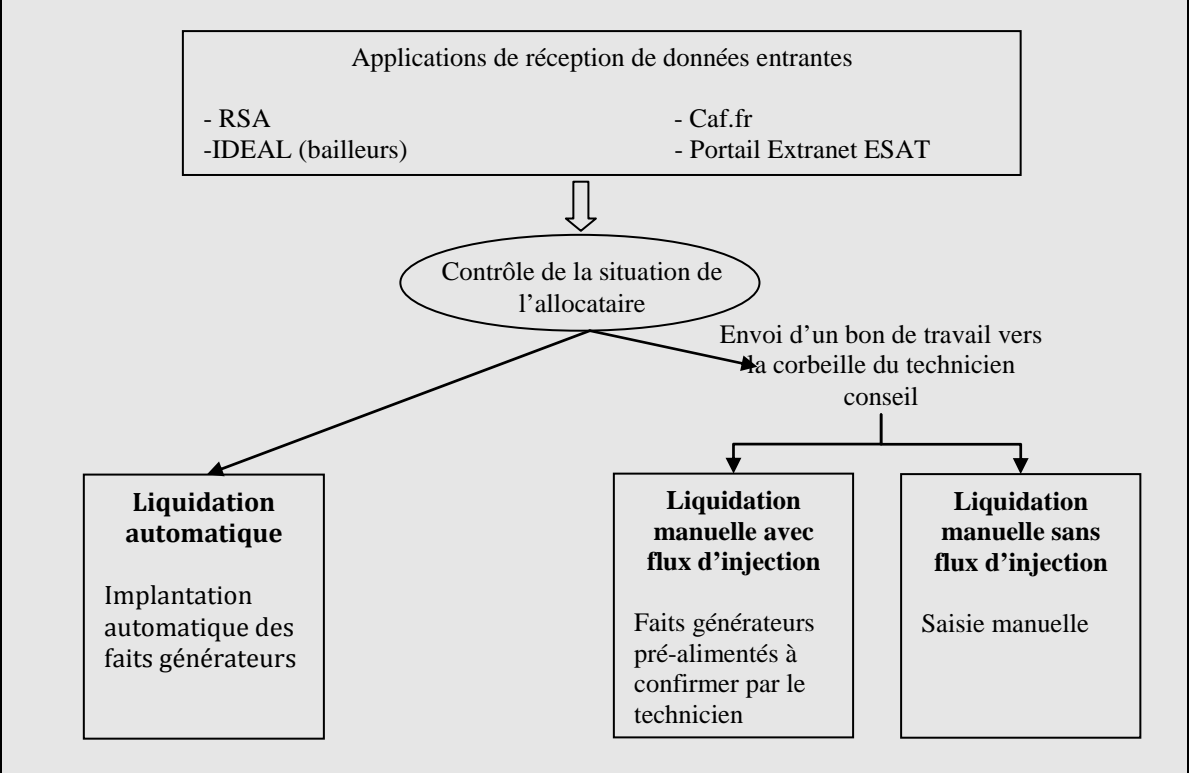 Applications de réception de données entrantes
- RSA
- Caf.fr
-IDEAL (bailleurs)
- Portail Extranet ESAT
Contrôle de la situation de
l’allocataire
Envoi d’un bon de travail vers
la corbeille du technicien
conseil
Liquidation
automatique
Implantation
automatique des
faits générateurs
Liquidation
manuelle avec
flux d’injection
Faits générateurs
pré-alimentés à
confirmer par le
technicien
Liquidation
manuelle sans
flux d’injection
Saisie manuelle